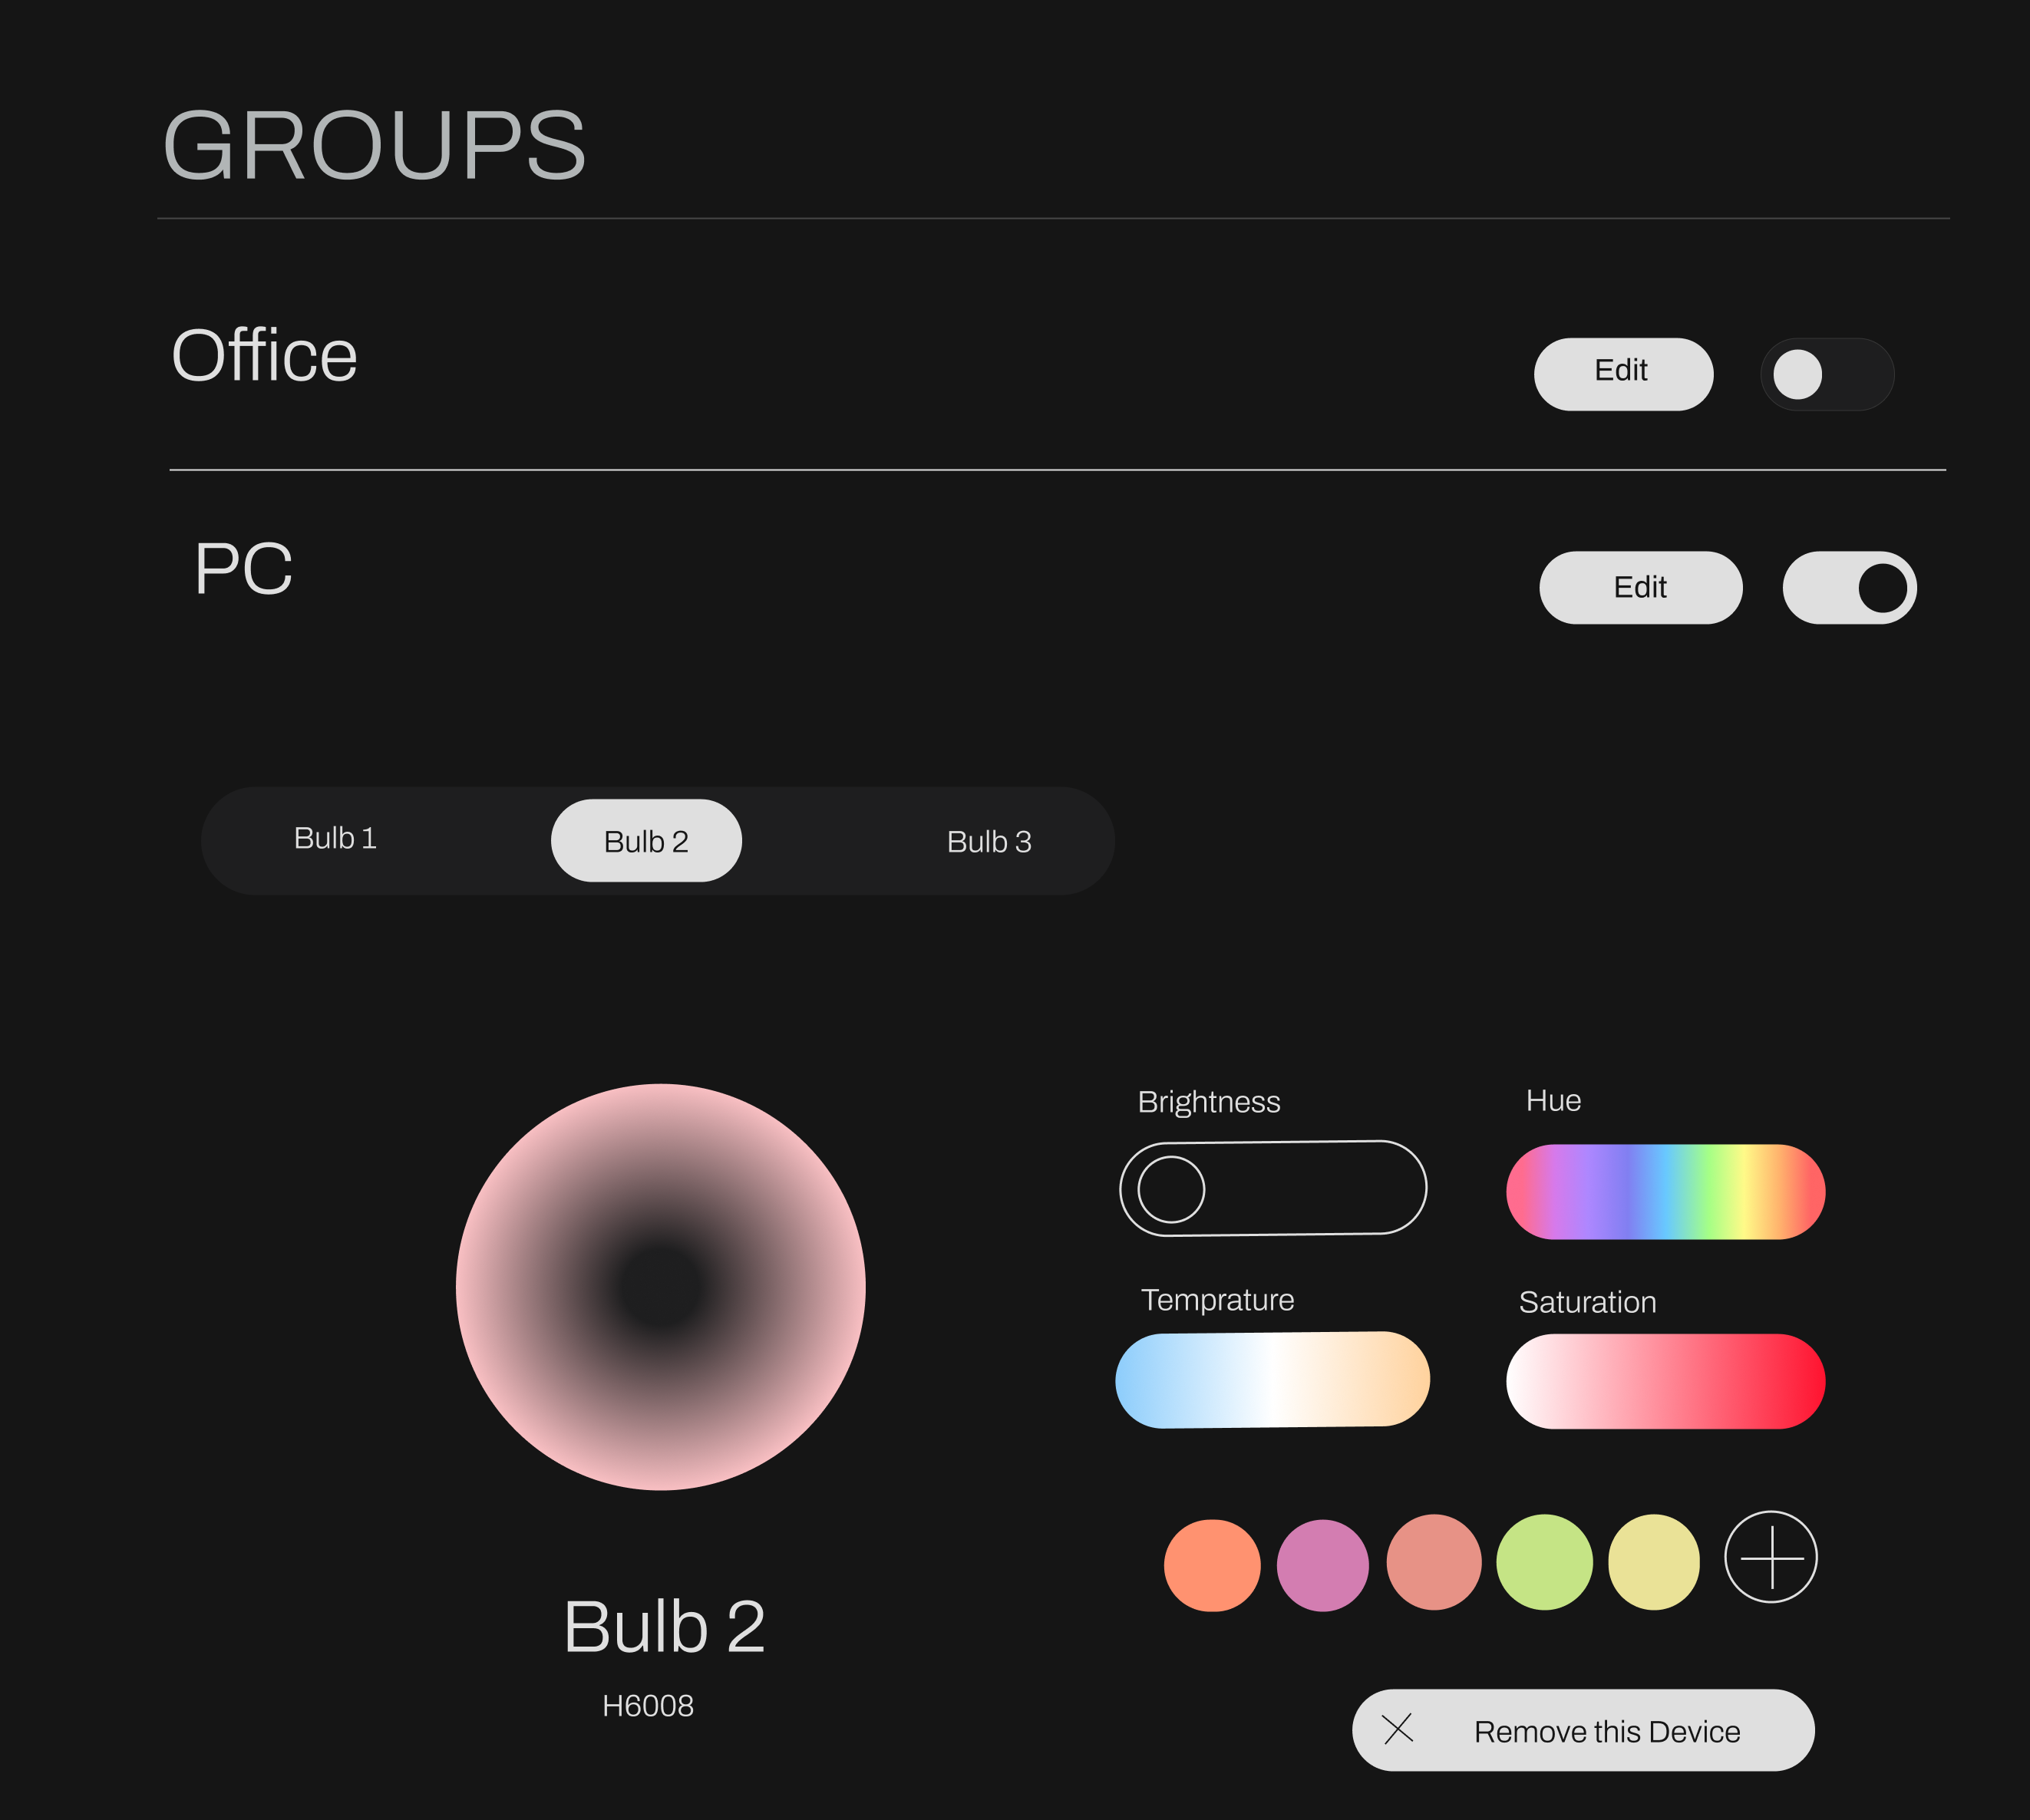 GROUPS
Office
Edit
PC
Edit
Bulb 1
Bulb 2
Bulb 3
Brightness
Hue
Temprature
Saturation
Bulb 2
H6008
Remove this Device